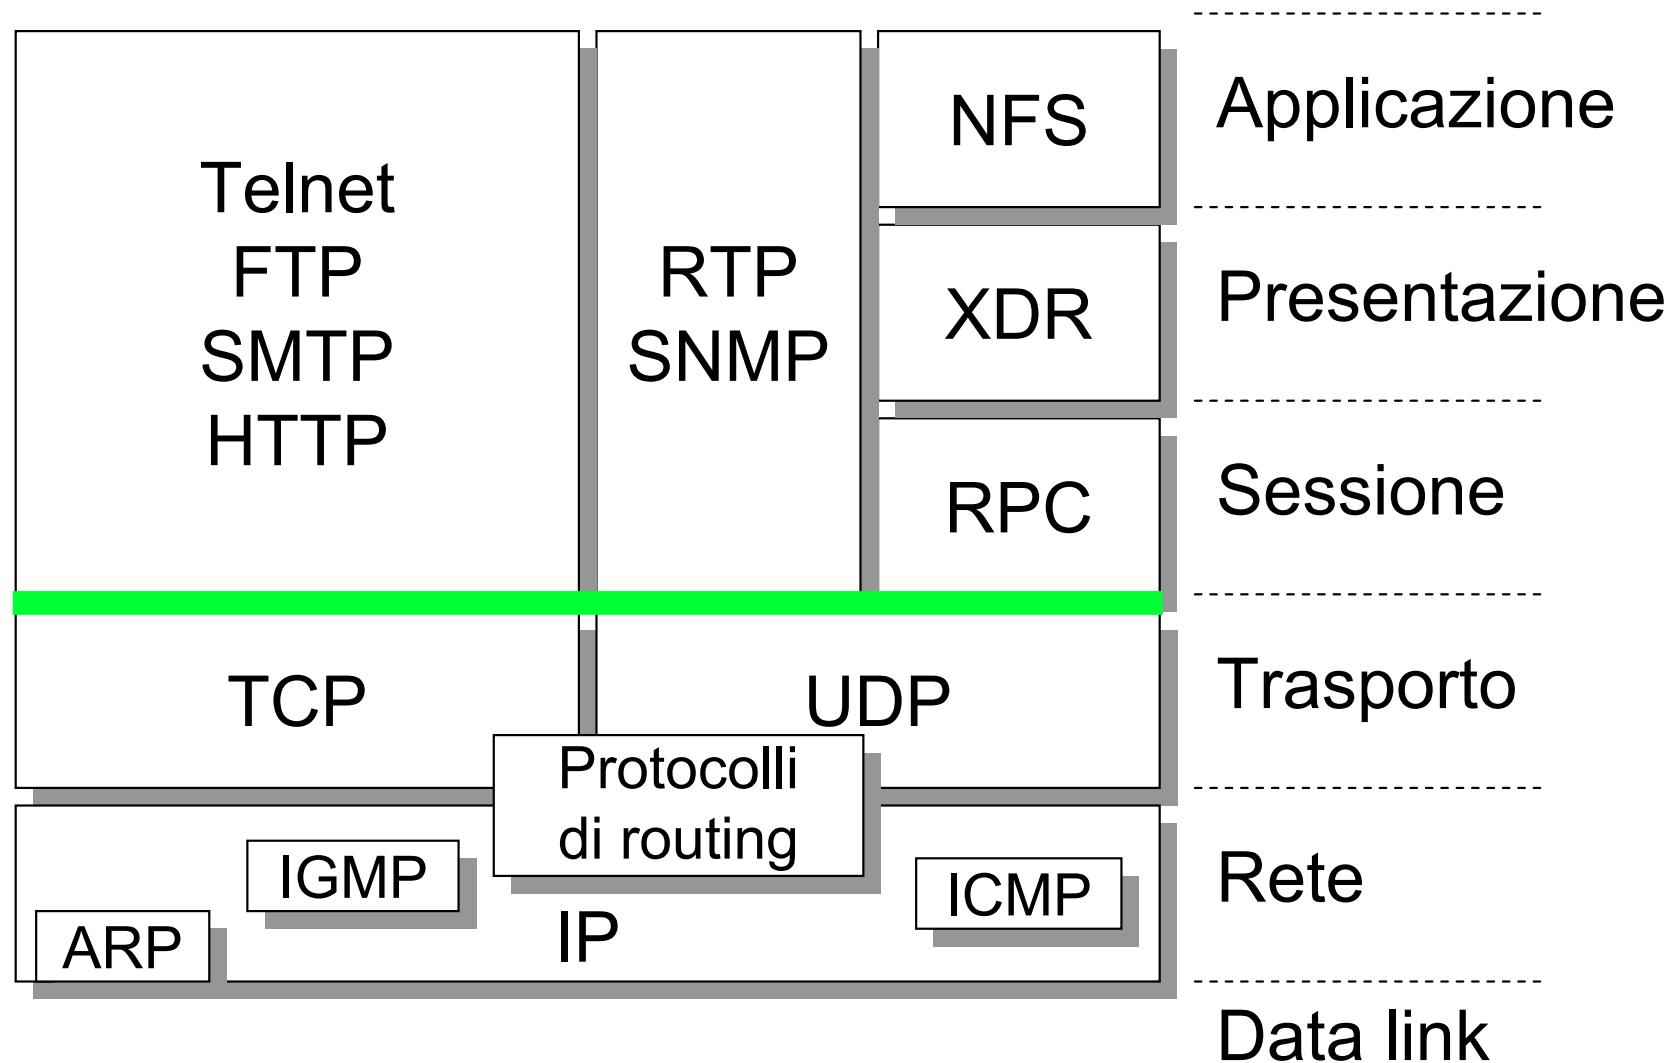 Telnet
FTP
SMTP
HTTP
RTP
SNMP
NFS
XDR
RPC
Applicazione
Presentazione
Sessione
TCP
UDP
Trasporto
Protocolli
di routing
IGMP
ICMP
ARP
IP
Rete
Data link